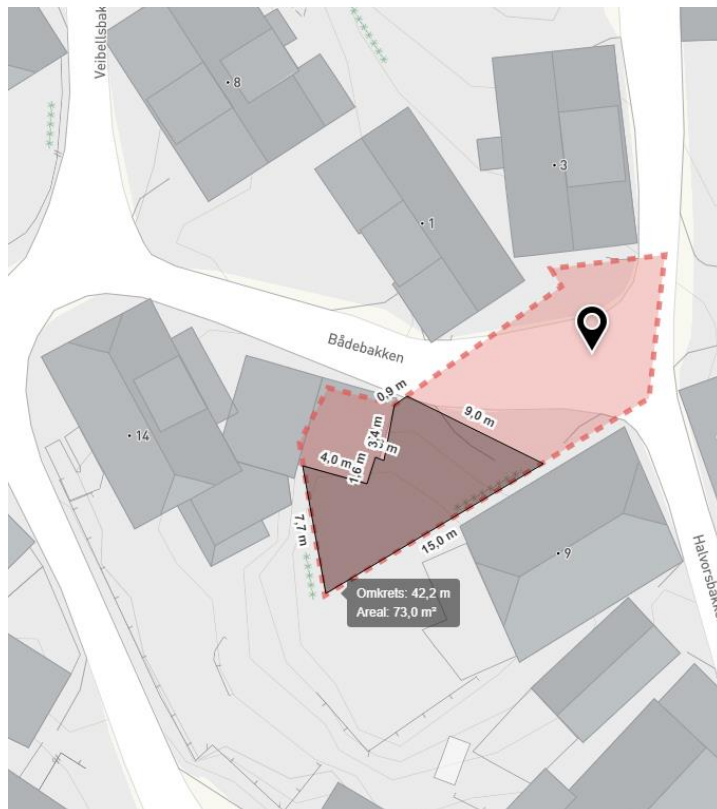 Veibellsbak
8
3
1
Bådebakken
0,9 m
9,0 m
3,4 m
4,0 m
1,6 m
14
7,7 m
15,0 m
9
Omkrets: 42,2 m
Areal: 73,0 m²
Halvorsbakke